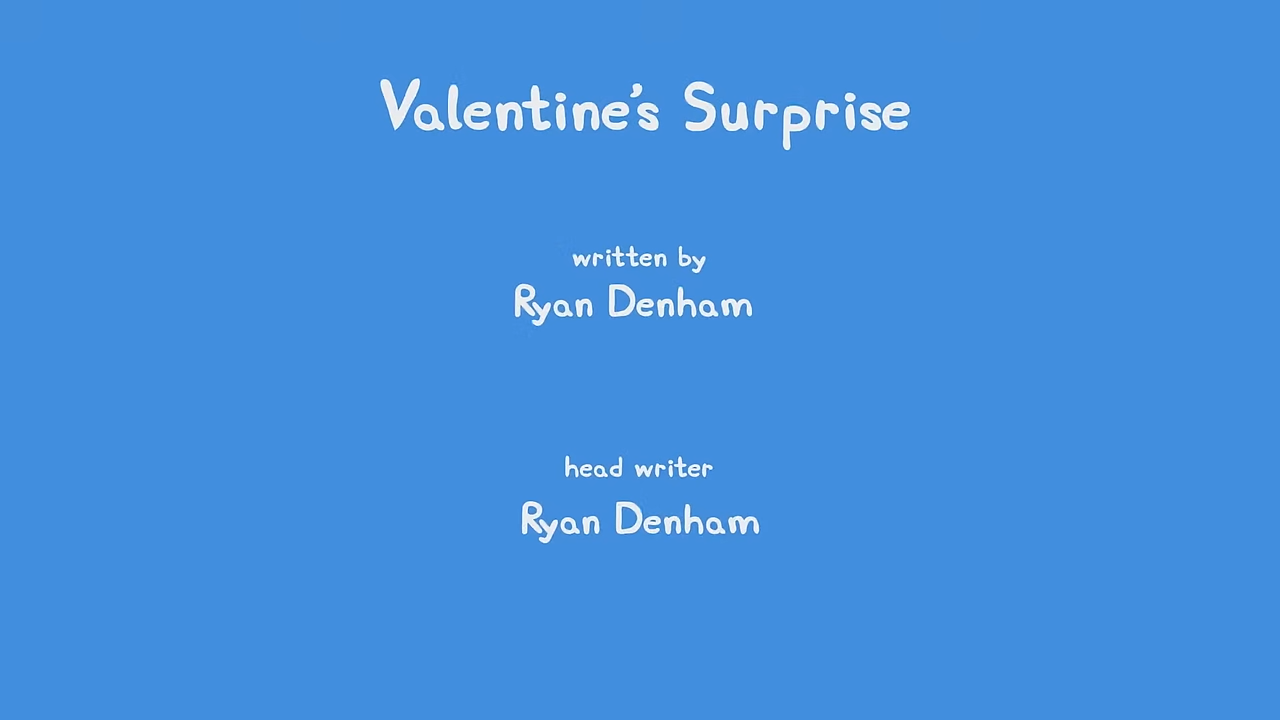 Valentine's Surprise
written by
Ryan Denham
head writer
Ryan Denham